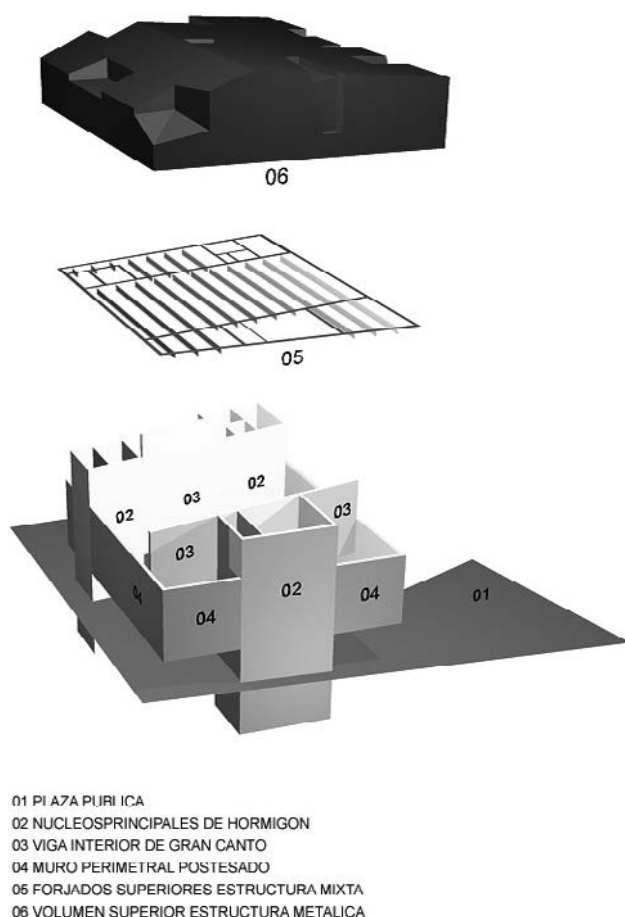 06
05
02
03
02
03
03
04
04
02
04
01
01 PLAZA PUBLICA
02 NUCLEOSPRINCIPALES DE HORMIGON
03 VIGA INTERIOR DE GRAN CANTO
04 MURO PERIMETRAL POSTESADO
05 FORJADOS SUPERIORES ESTRUCTURA MIXTA
06 VOLUMEN SUPERIOR ESTRUCTURA METALICA